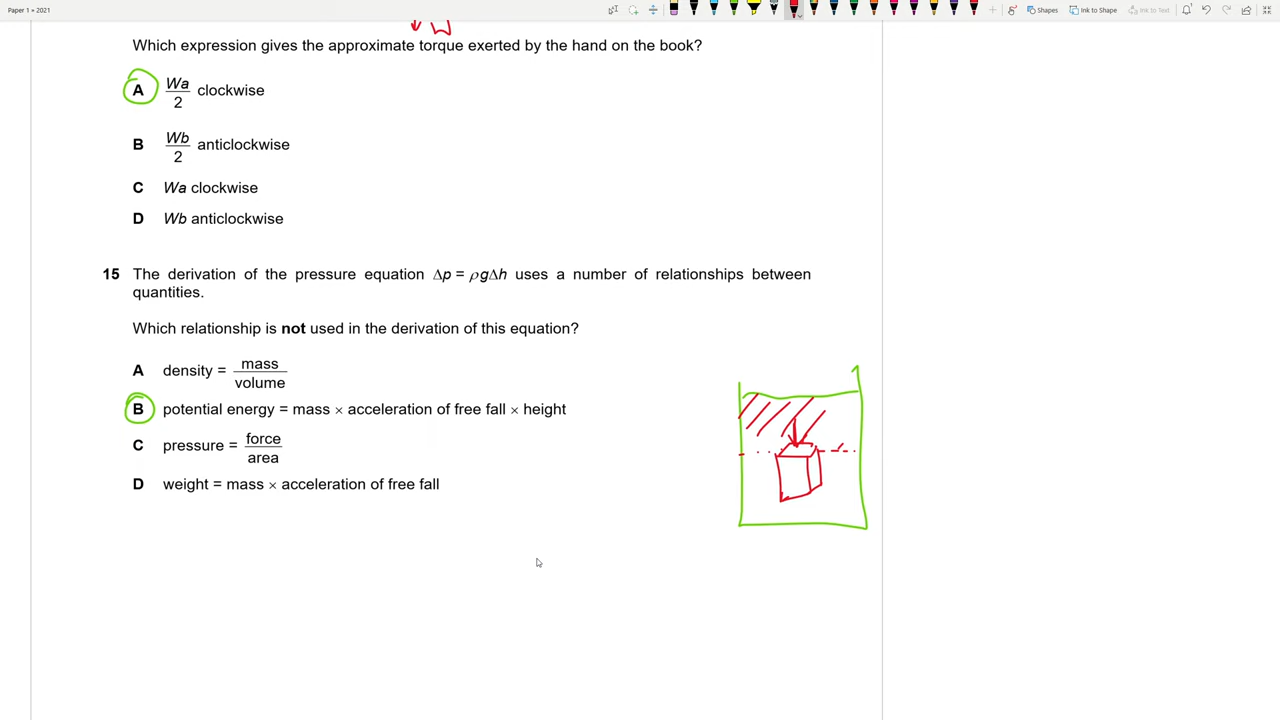 Paper 1 » 2021
Shapes
Ink to Shape
Ink to Text
W
Which expression gives the approximate torque exerted by the hand on the book?
A Wa/2 clockwise
B Wb/2 anticlockwise
C Wa clockwise
D Wb anticlockwise
15 The derivation of the pressure equation Δp = ρgΔh uses a number of relationships between
quantities.
Which relationship is not used in the derivation of this equation?
A density = mass/volume
B potential energy = mass × acceleration of free fall × height
C pressure = force/area
D weight = mass × acceleration of free fall